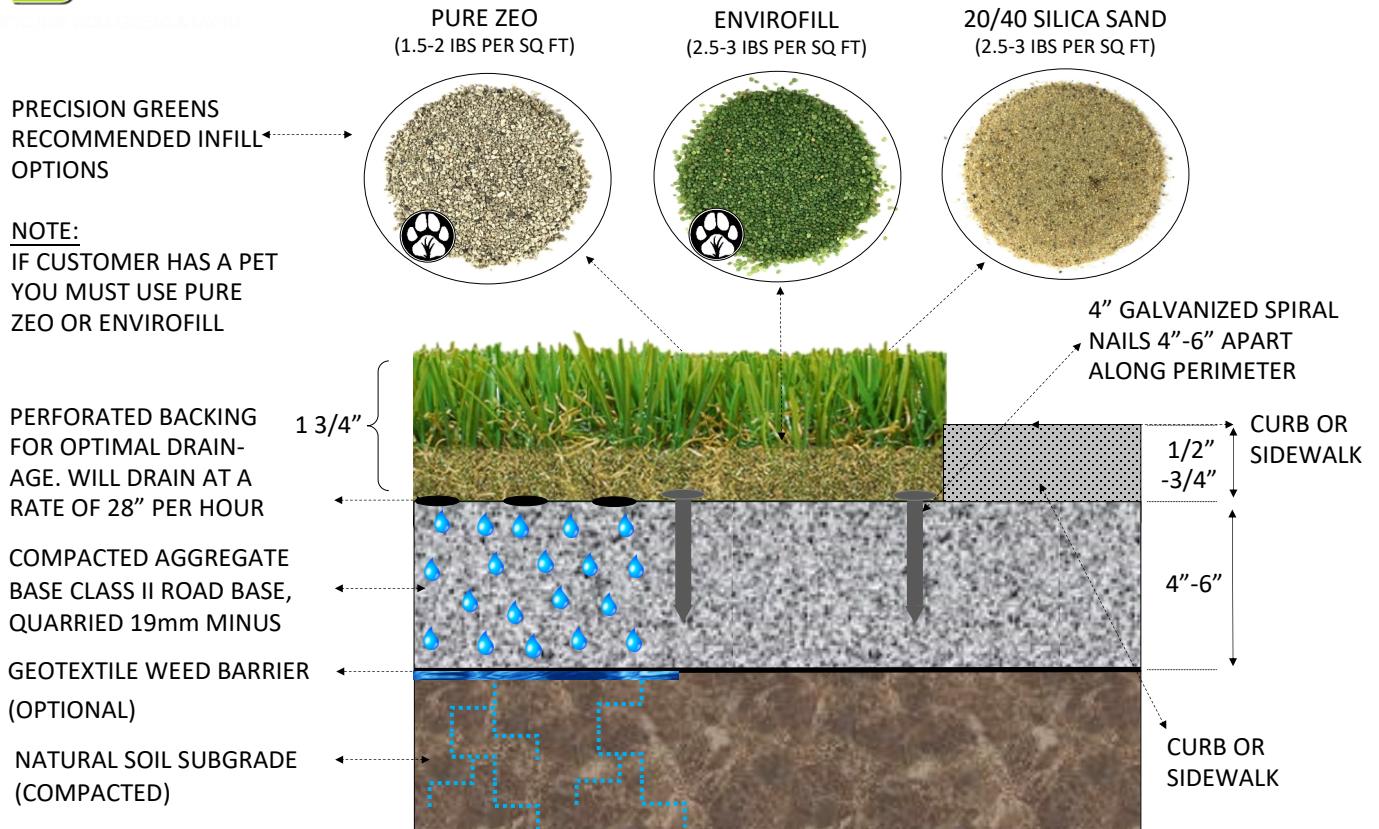 PURE ZEO
(1.5-2 IBS PER SQ FT)
ENVIROFILL
(2.5-3 IBS PER SQ FT)
20/40 SILICA SAND
(2.5-3 IBS PER SQ FT)
PRECISION GREENS
RECOMMENDED INFILL
OPTIONS
NOTE:
IF CUSTOMER HAS A PET
YOU MUST USE PURE
ZEO OR ENVIROFILL
4” GALVANIZED SPIRAL
NAILS 4”-6” APART
ALONG PERIMETER
PERFORATED BACKING
FOR OPTIMAL DRAIN-
AGE. WILL DRAIN AT A
RATE OF 28” PER HOUR
1 3/4”
CURB OR
SIDEWALK
1/2”
-3/4”
COMPACTED AGGREGATE
BASE CLASS II ROAD BASE,
QUARRIED 19mm MINUS
4”-6”
GEOTEXTILE WEED BARRIER
(OPTIONAL)
NATURAL SOIL SUBGRADE
(COMPACTED)
CURB OR
SIDEWALK